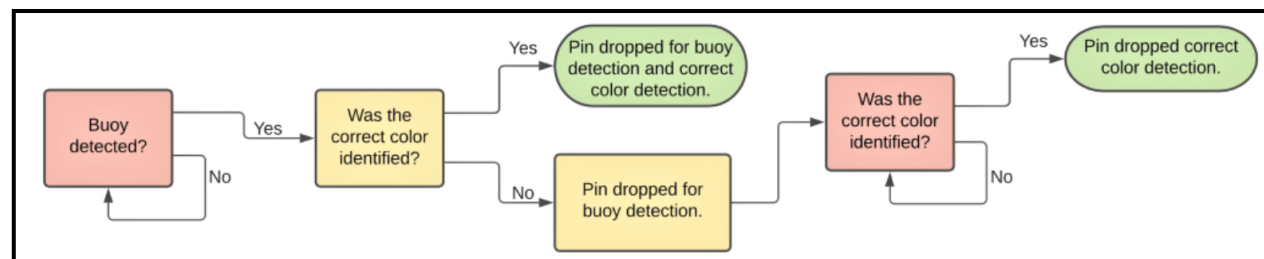 Buoy
detected?
Yes
No
Was the
correct color
identified?
Yes
Pin dropped for buoy
detection and correct
color detection.
No
Pin dropped for
buoy detection.
Was the
correct color
identified?
Yes
No
Pin dropped correct
color detection.